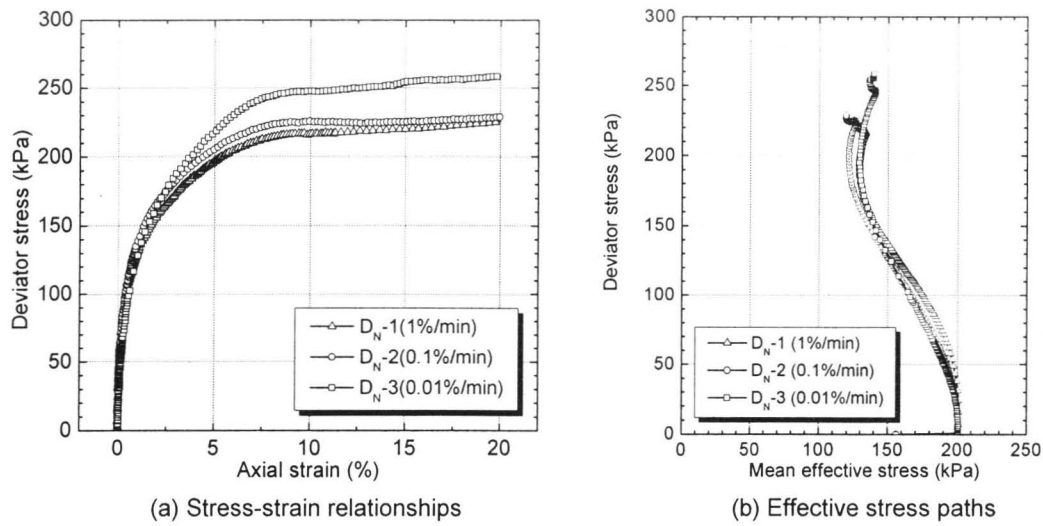 300
250
200
150
100
50
0
Deviator stress (kPa)
0 5 10 15 20
Axial strain (%)
D_N-1(1%/min)
D_N-2(0.1%/min)
D_N-3(0.01%/min)
(a) Stress-strain relationships
300
250
200
150
100
50
0
Deviator stress (kPa)
0 50 100 150 200 250
Mean effective stress (kPa)
D_N-1 (1%/min)
D_N-2 (0.1%/min)
D_N-3 (0.01%/min)
(b) Effective stress paths